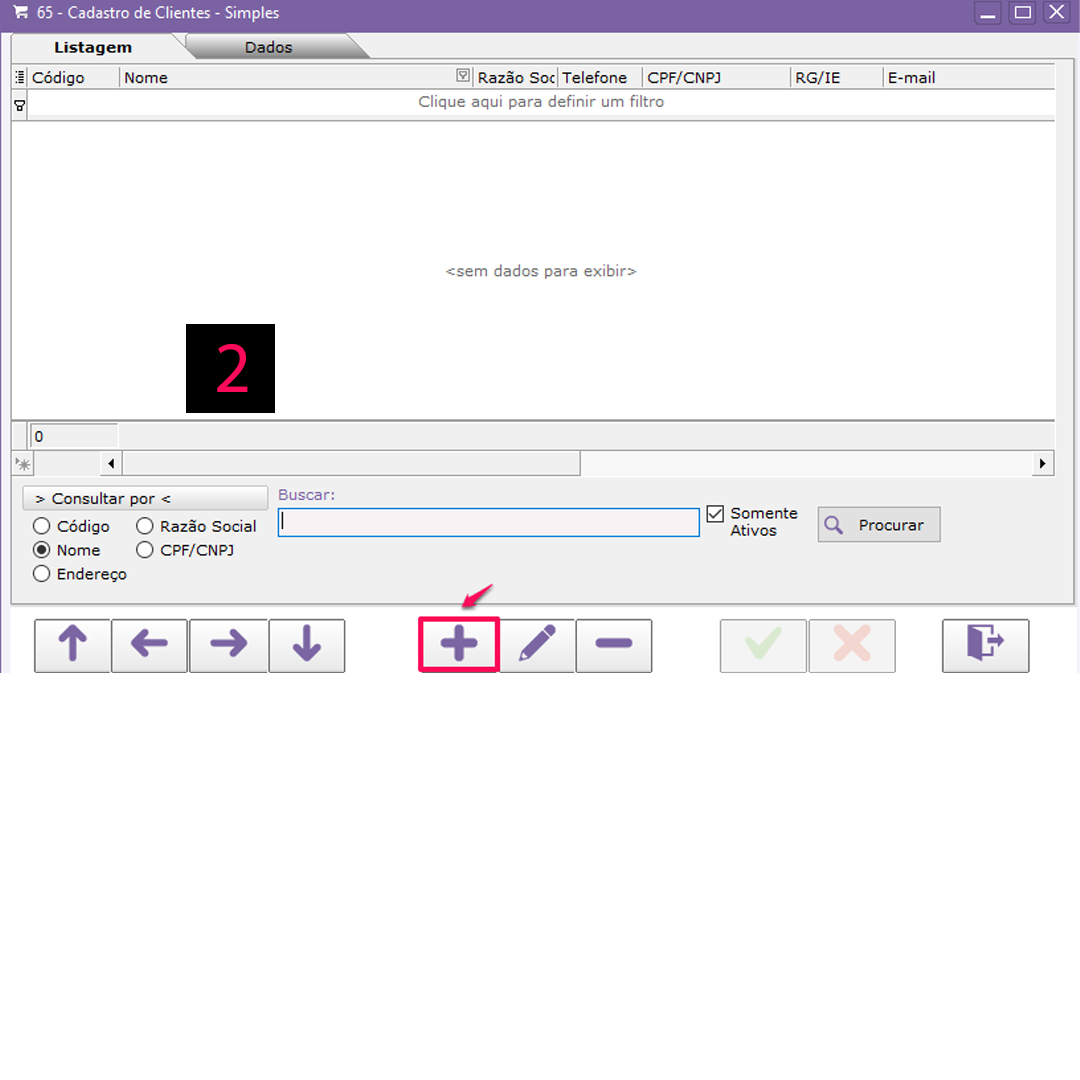 65 - Cadastro de Clientes - Simples
Listagem Dados
Código Nome Razão Soc Telefone CPF/CNPJ RG/IE E-mail
Clique aqui para definir um filtro
<sem dados para exibir>
2
0
> Consultar por <
Buscar:
Código Razão Social
Nome CPF/CNPJ
Endereço
Somente
Ativos
Procurar